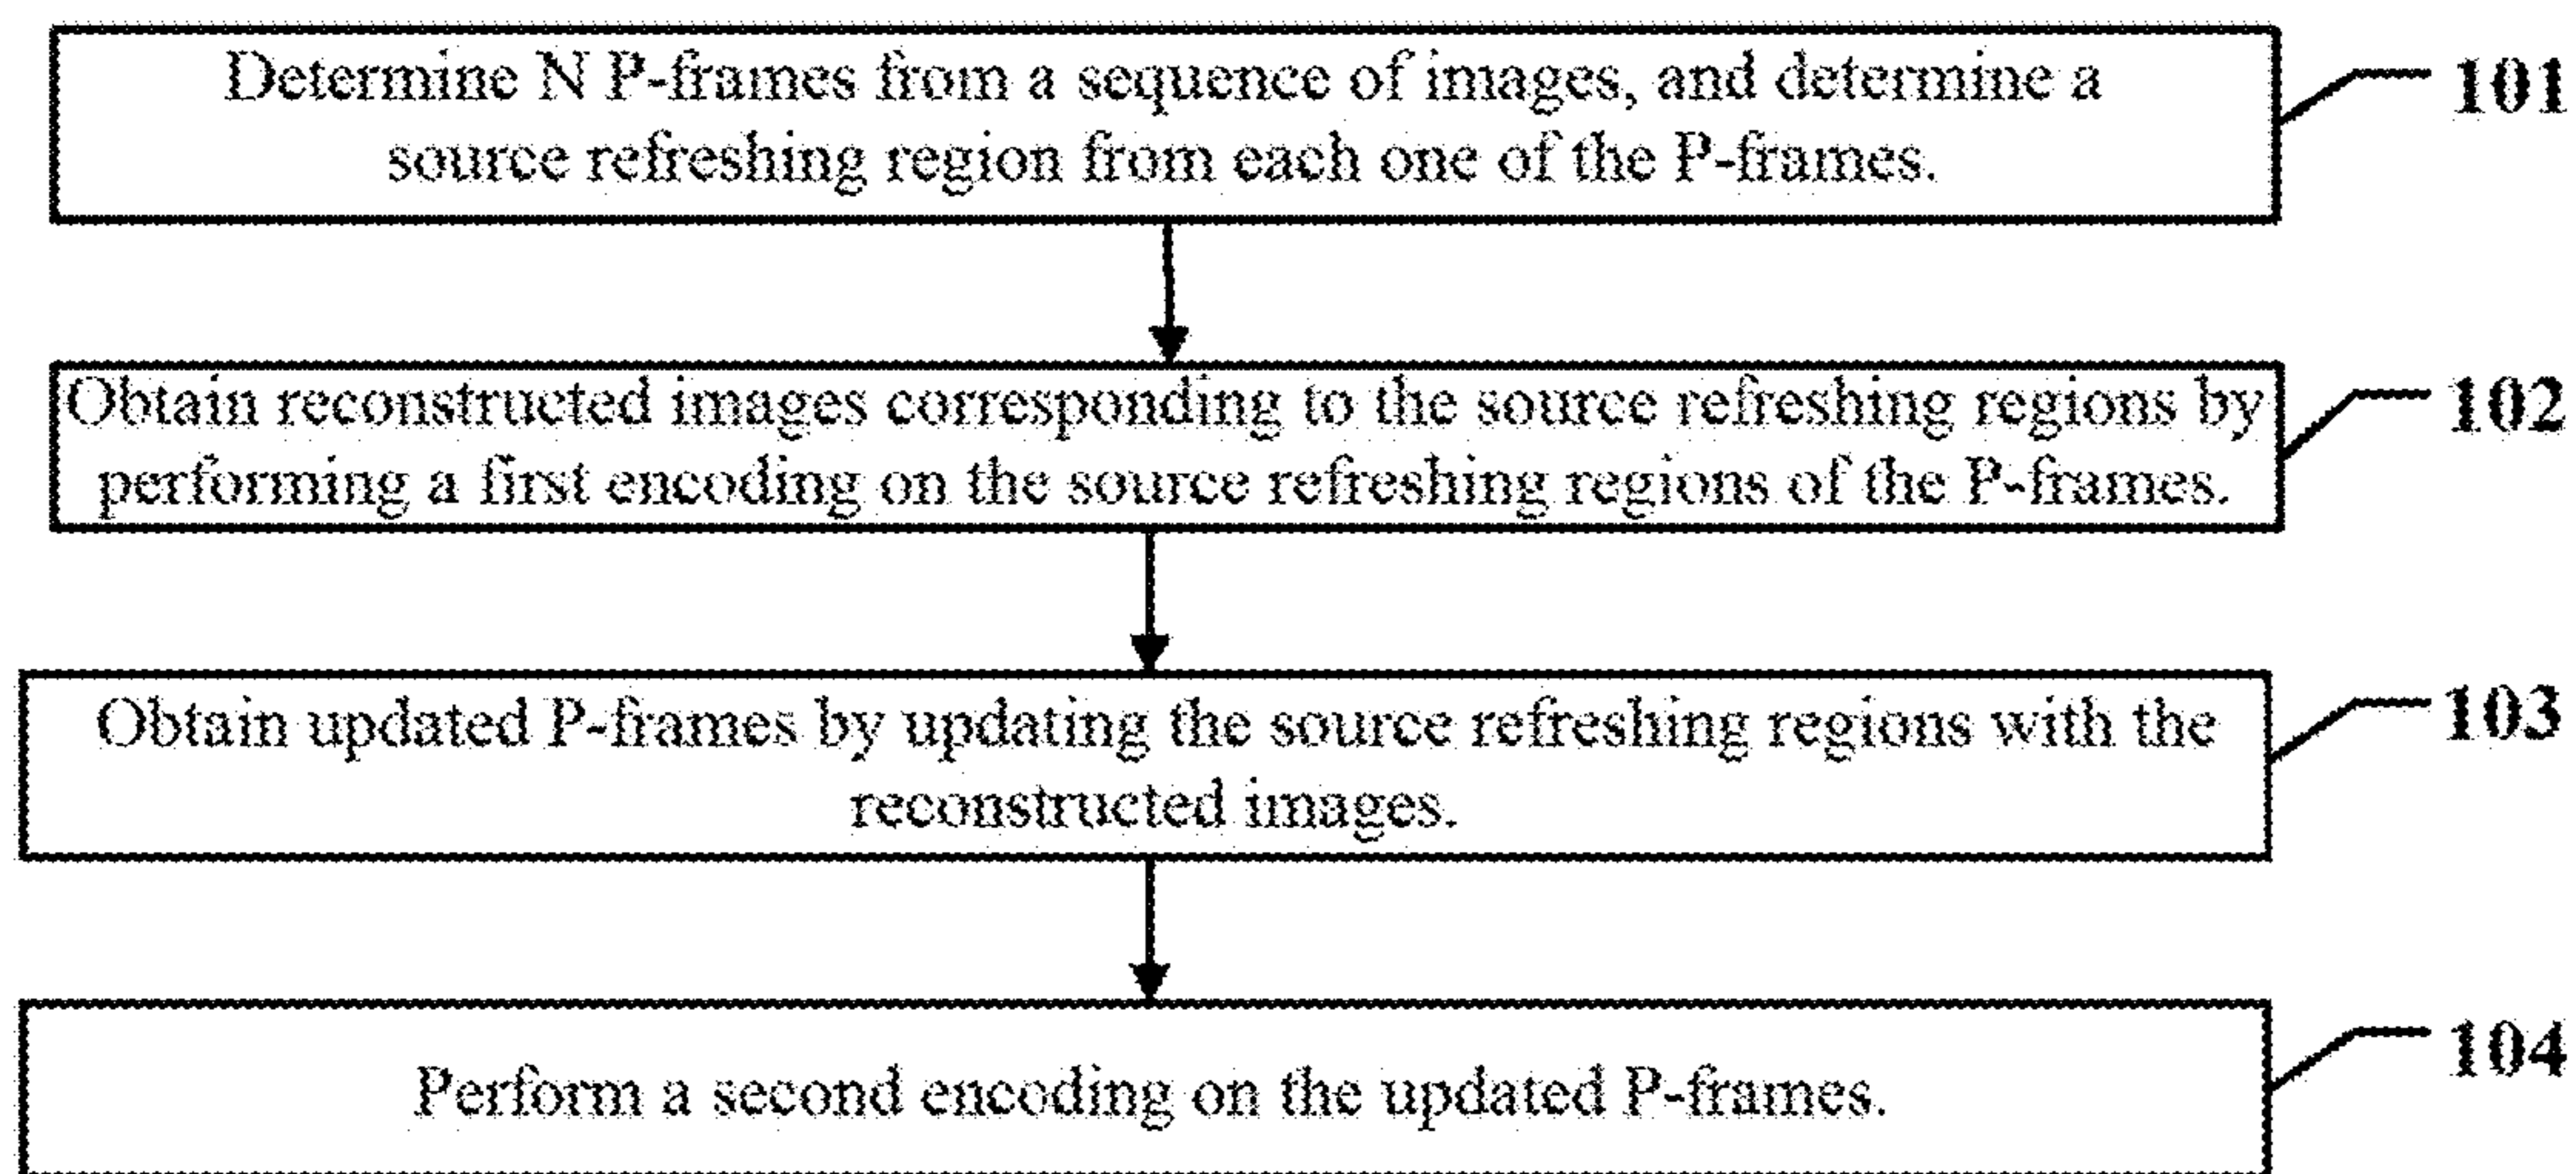 Determine N P-frames from a sequence of images, and determine a
source refreshing region from each one of the P-frames.
101
Obtain reconstructed images corresponding to the source refreshing regions by
performing a first encoding on the source refreshing regions of the P-frames.
102
Obtain updated P-frames by updating the source refreshing regions with the
reconstructed images.
103
Perform a second encoding on the updated P-frames.
104